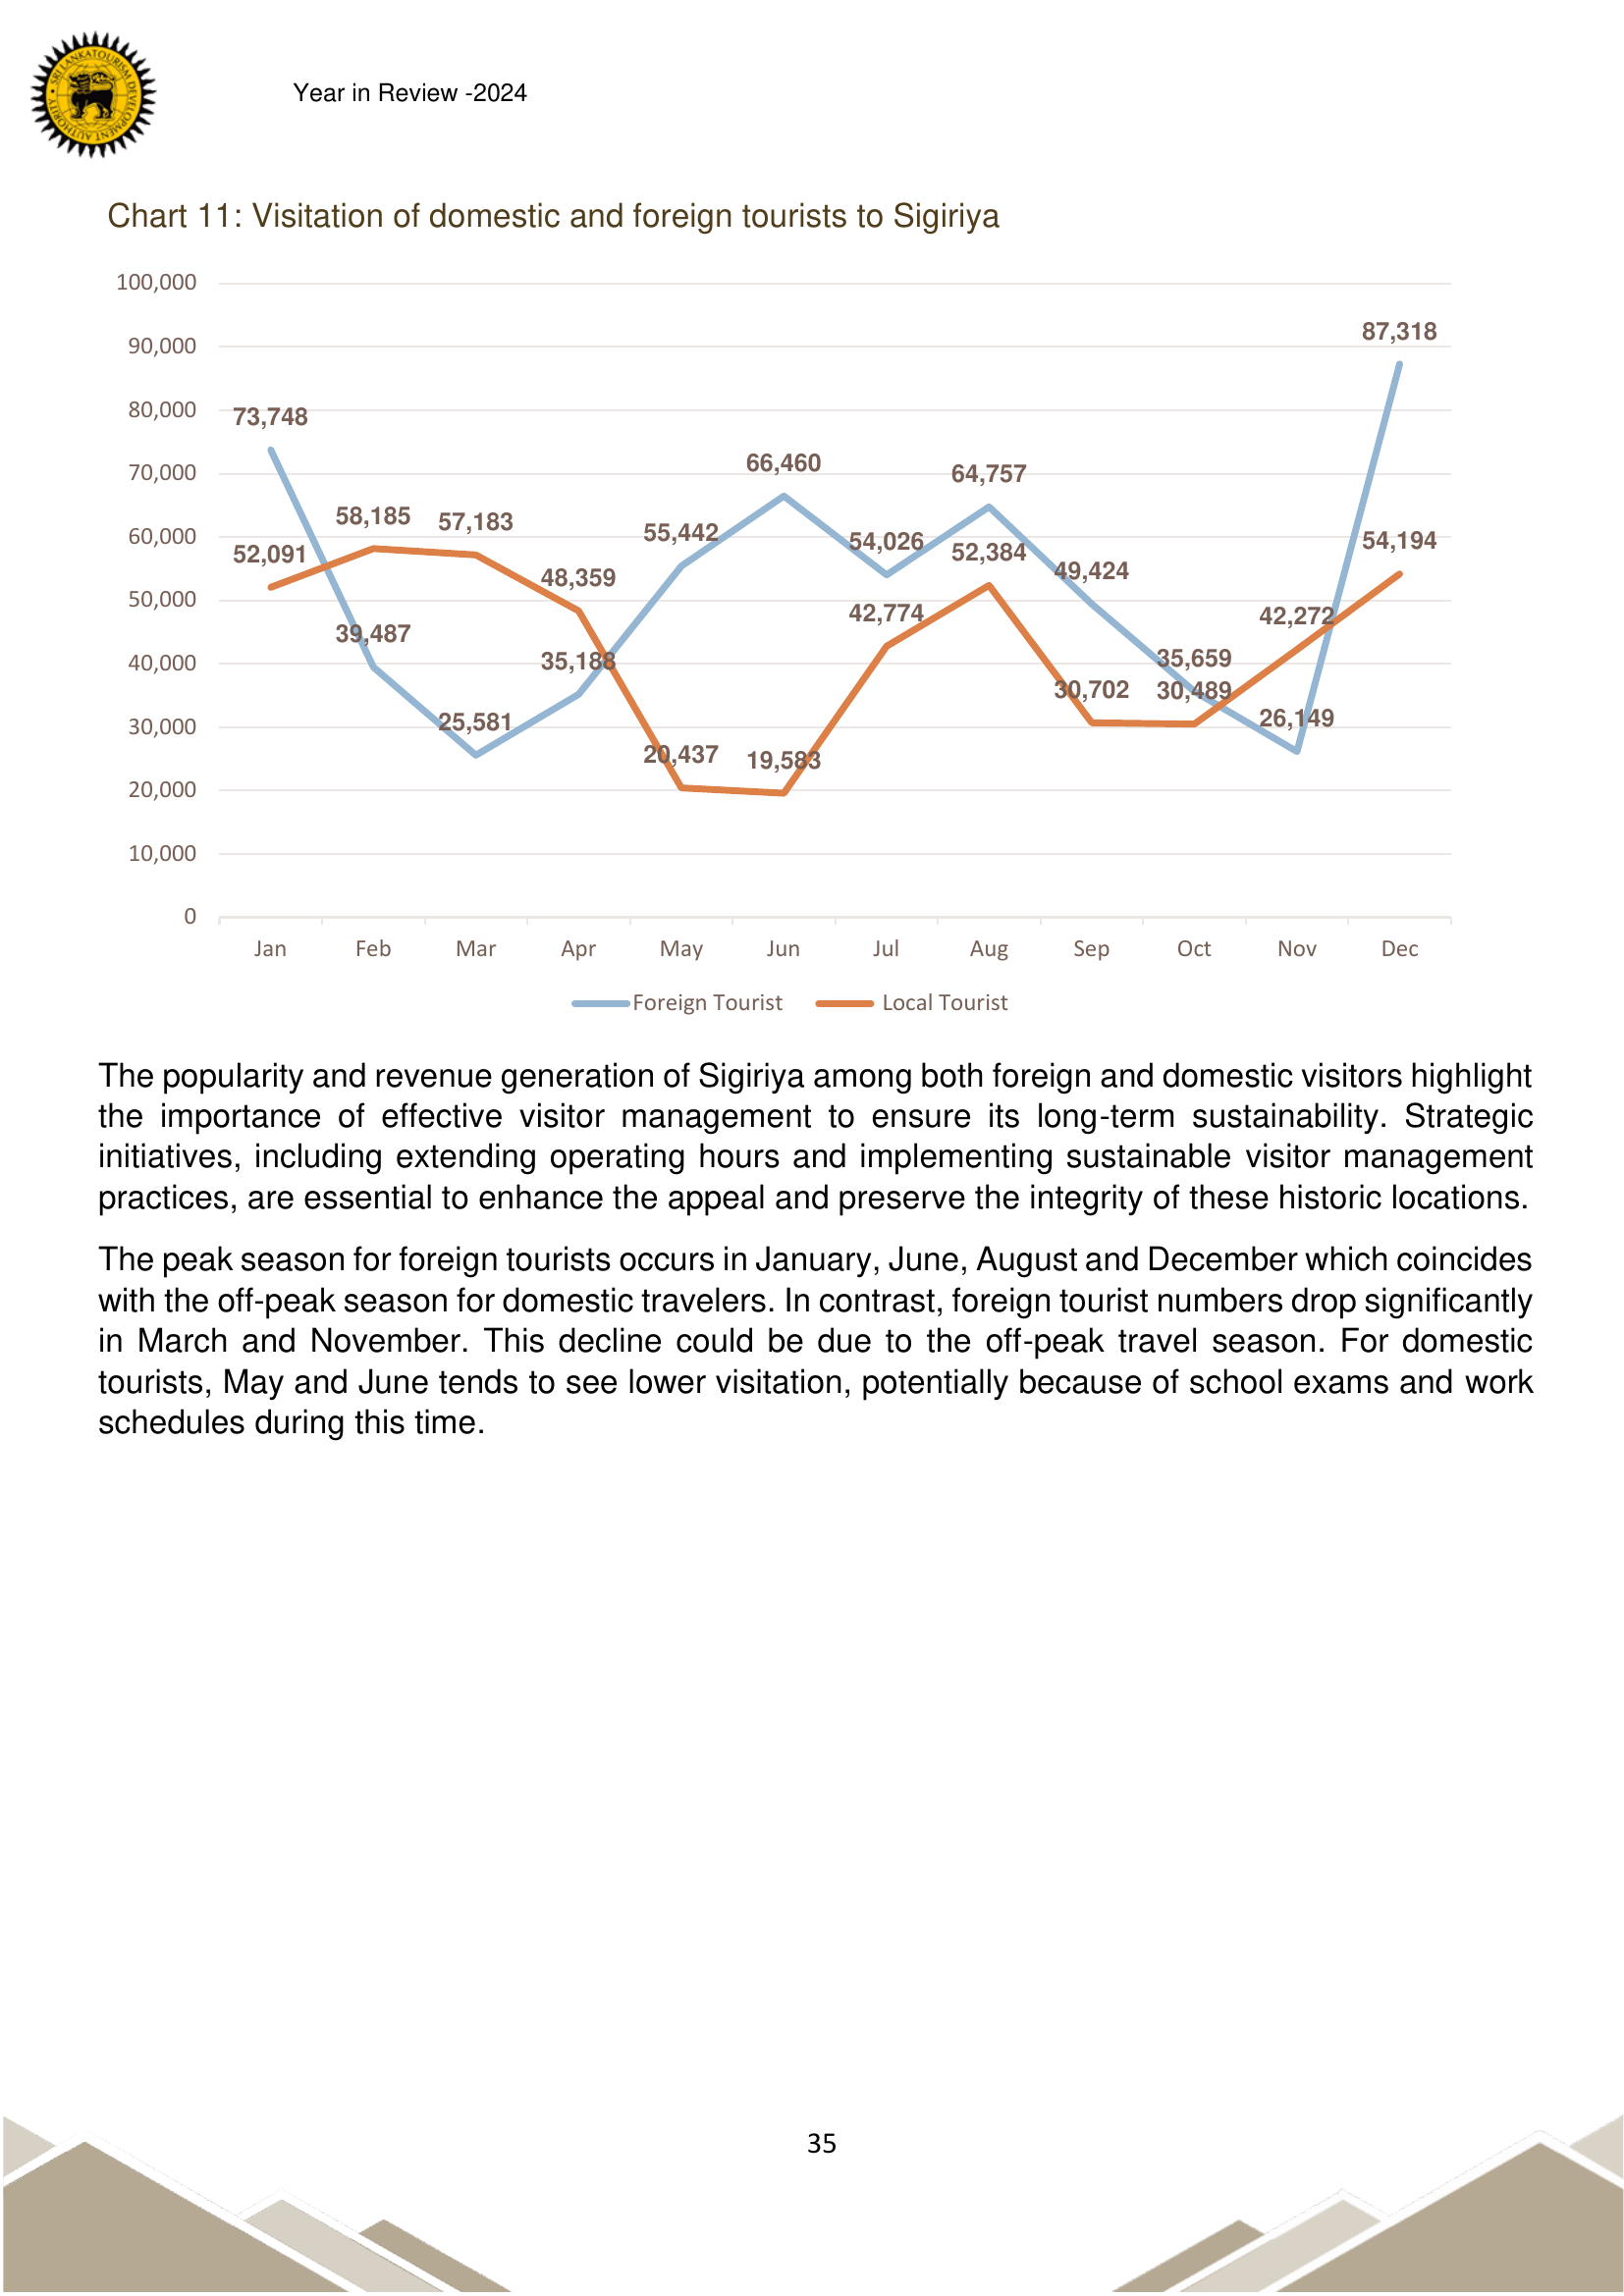 SRI LANKA TOURISM DEVELOPMENT AUTHORITY
Year in Review -2024
Chart 11: Visitation of domestic and foreign tourists to Sigiriya
100,000
90,000
80,000
70,000
60,000
50,000
40,000
30,000
20,000
10,000
0
73,748
39,487
25,581
35,188
55,442
66,460
54,026
64,757
49,424
35,659
26,149
87,318
52,091
58,185
57,183
48,359
20,437
19,583
42,774
52,384
30,702
30,489
42,272
54,194
Jan Feb Mar Apr May Jun Jul Aug Sep Oct Nov Dec
Foreign Tourist Local Tourist
The popularity and revenue generation of Sigiriya among both foreign and domestic visitors highlight
the importance of effective visitor management to ensure its long-term sustainability. Strategic
initiatives, including extending operating hours and implementing sustainable visitor management
practices, are essential to enhance the appeal and preserve the integrity of these historic locations.
The peak season for foreign tourists occurs in January, June, August and December which coincides
with the off-peak season for domestic travelers. In contrast, foreign tourist numbers drop significantly
in March and November. This decline could be due to the off-peak travel season. For domestic
tourists, May and June tends to see lower visitation, potentially because of school exams and work
schedules during this time.
35